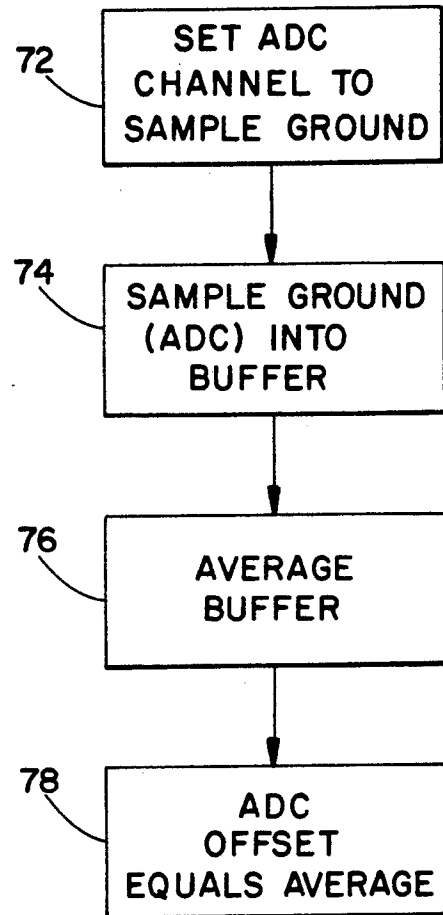 72
SET ADC
CHANNEL TO
SAMPLE GROUND
74
SAMPLE GROUND
(ADC) INTO
BUFFER
76
AVERAGE
BUFFER
78
ADC
OFFSET
EQUALS AVERAGE